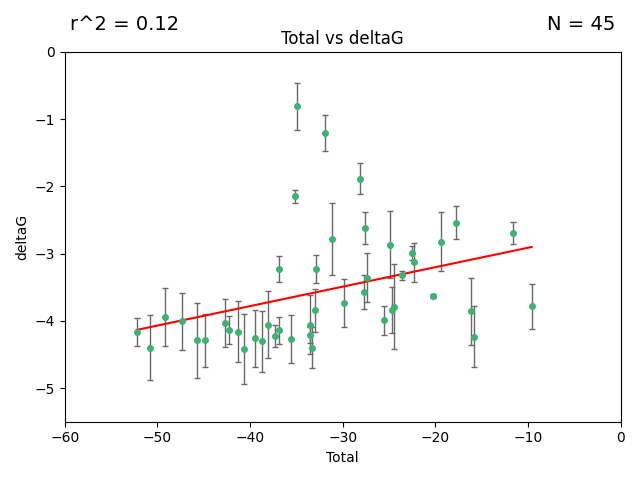 r^2 = 0.12
N = 45
Total vs deltaG
0
−1
−2
−3
−4
−5
deltaG
−60
−50
−40
−30
−20
−10
0
Total